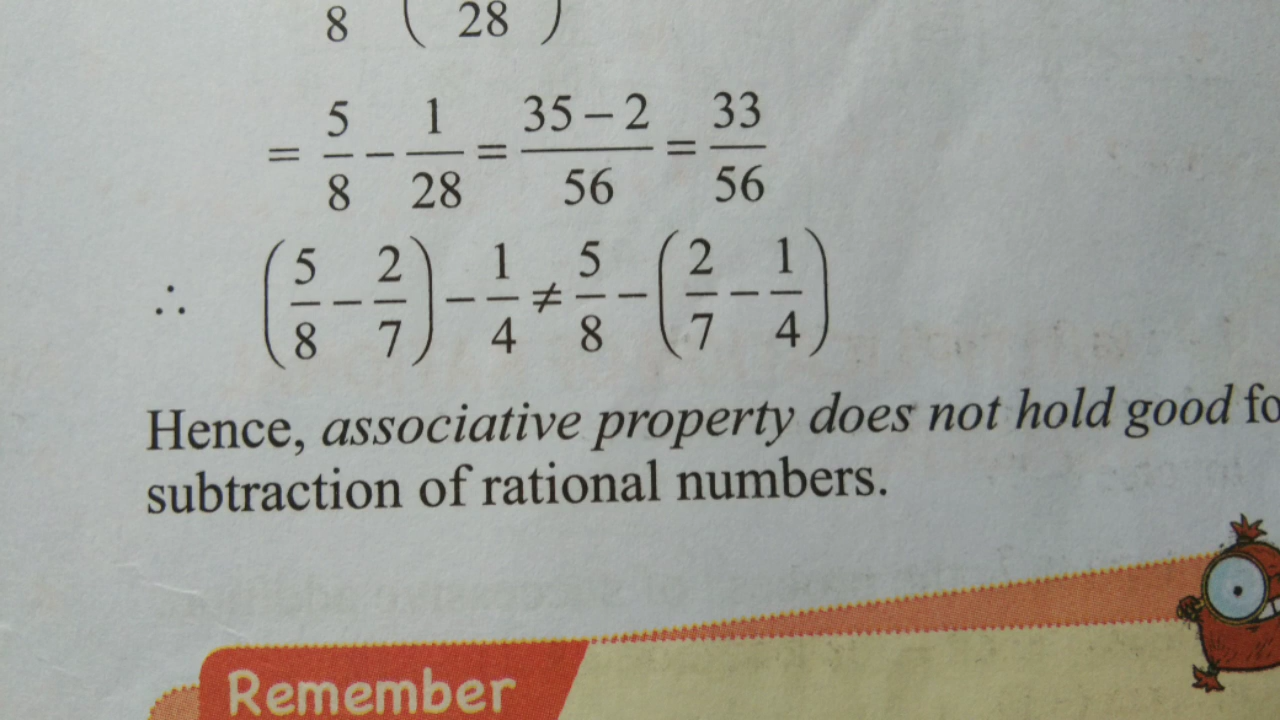 8 ( 28 )
= 5/8 − 1/28 = 35 − 2/56 = 33/56
∴ (5/8 − 2/7) − 1/4 ≠ 5/8 − (2/7 − 1/4)
Hence, associative property does not hold good fo
subtraction of rational numbers.
Remember